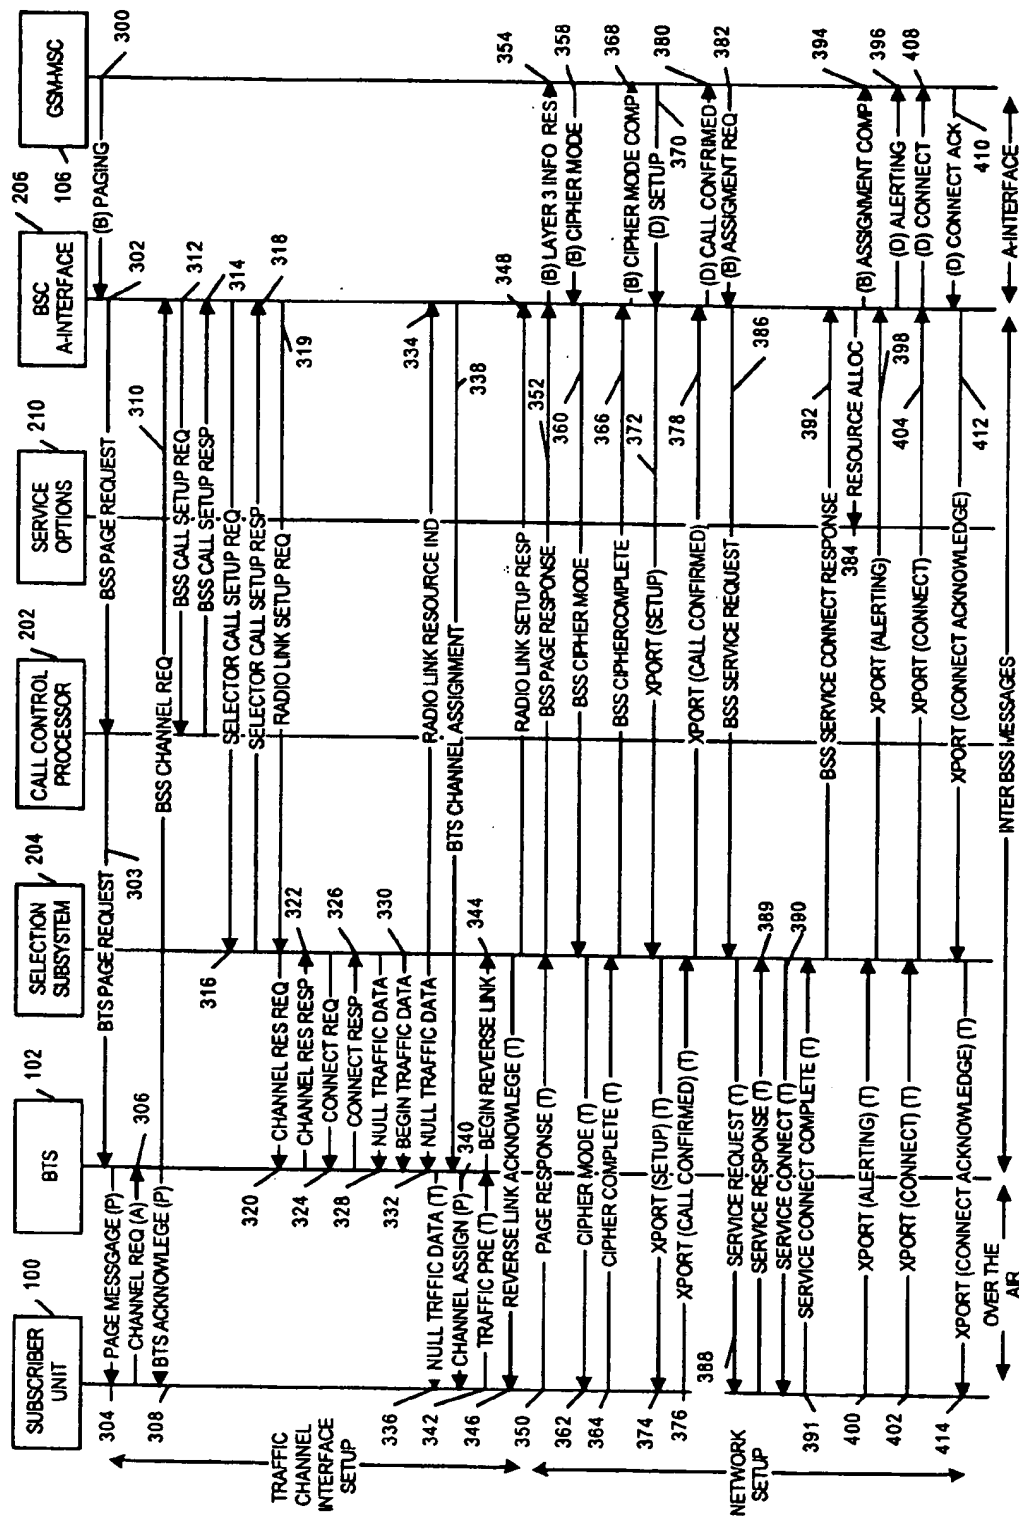 SUBSCRIBER
UNIT
100
BTS
102
SELECTION
SUBSYSTEM
204
CALL CONTROL
PROCESSOR
202
SERVICE
OPTIONS
210
BSC
A-INTERFACE
206
GSM-MSC
106
300
(B) PAGING
302
BSS PAGE REQUEST
303
BTS PAGE REQUEST
304
PAGE MESSGAGE (P)
CHANNEL REQ (A)
306
308
BTS ACKNOWLEGE (P)
BSS CHANNEL REQ
310
BSS CALL SETUP REQ
312
BSS CALL SETUP RESP
314
SELECTOR CALL SETUP REQ
316
SELECTOR CALL SETUP RESP
318
RADIO LINK SETUP REQ
319
320
CHANNEL RES REQ
CHANNEL RES RESP
322
324
CONNECT REQ
CONNECT RESP
326
328
NULL TRAFFIC DATA
BEGIN TRAFFIC DATA
330
332
NULL TRAFFIC DATA
RADIO LINK RESOURCE IND
334
336
NULL TRFFIC DATA (T)
BTS CHANNEL ASSIGNMENT
338
CHANNEL ASSIGN (P)
340
342
TRAFFIC PRE (T)
BEGIN REVERSE LINK
344
346
REVERSE LINK ACKNOWLEGE (T)
RADIO LINK SETUP RESP
348
TRAFFIC
CHANNEL
INTERFACE
SETUP
350
PAGE RESPONSE (T)
BSS PAGE RESPONSE
352
(B) LAYER 3 INFO RES
354
(B) CIPHER MODE
358
BSS CIPHER MODE
360
362
CIPHER MODE (T)
364
CIPHER COMPLETE (T)
BSS CIPHERCOMPLETE
366
(B) CIPHER MODE COMP
368
(D) SETUP
370
XPORT (SETUP)
372
374
XPORT (SETUP) (T)
376
XPORT (CALL CONFIRMED) (T)
XPORT (CALL CONFIRMED)
378
(D) CALL CONFRIMED
380
(B) ASSIGMENT REQ
382
BSS SERVICE REQUEST
386
388
SERVICE REQUEST (T)
SERVICE RESPONSE (T)
389
SERVICE CONNECT (T)
390
391
SERVICE CONNECT COMPLETE (T)
BSS SERVICE CONNECT RESPONSE
392
384
RESOURCE ALLOC
(B) ASSIGNMENT COMP
394
400
XPORT (ALERTING) (T)
XPORT (ALERTING)
398
(D) ALERTING
396
402
XPORT (CONNECT) (T)
XPORT (CONNECT)
404
(D) CONNECT
408
(D) CONNECT ACK
410
XPORT (CONNECT ACKNOWLEDGE)
412
414
XPORT (CONNECT ACKNOWLEDGE) (T)
NETWORK
SETUP
OVER THE
AIR
INTER BSS MESSAGES
A-INTERFACE